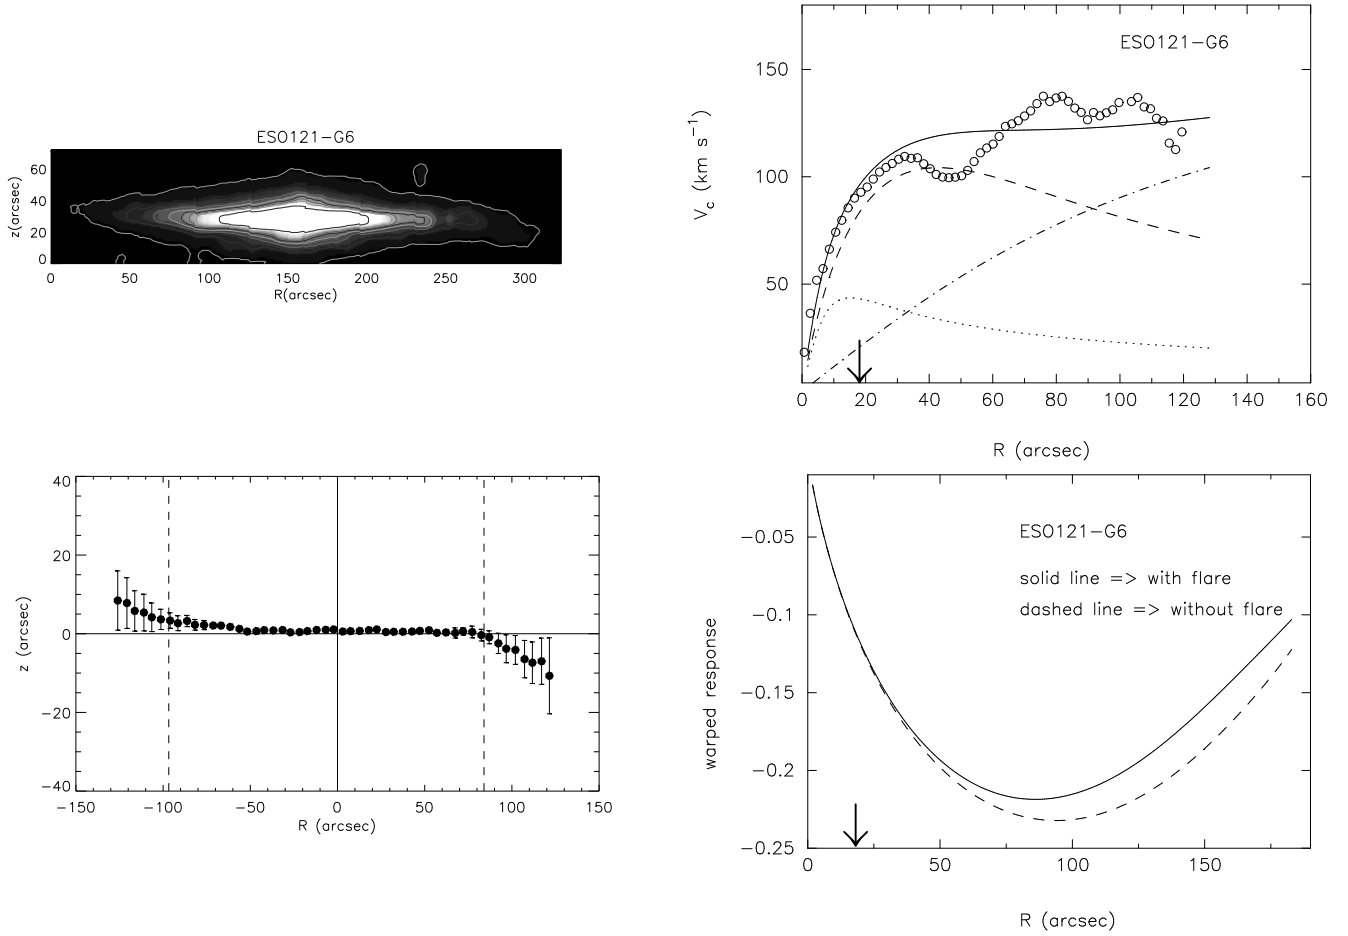 ESO121-G6
z(arcsec)
60
40
20
0
0 50 100 150 200 250 300
R(arcsec)
ESO121-G6
V_c (km s^-1)
150
100
50
0 20 40 60 80 100 120 140 160
R (arcsec)
z (arcsec)
40
20
0
-20
-40
-150 -100 -50 0 50 100 150
R (arcsec)
warped response
-0.05
-0.1
-0.15
-0.2
-0.25
ESO121-G6
solid line => with flare
dashed line => without flare
0 50 100 150
R (arcsec)